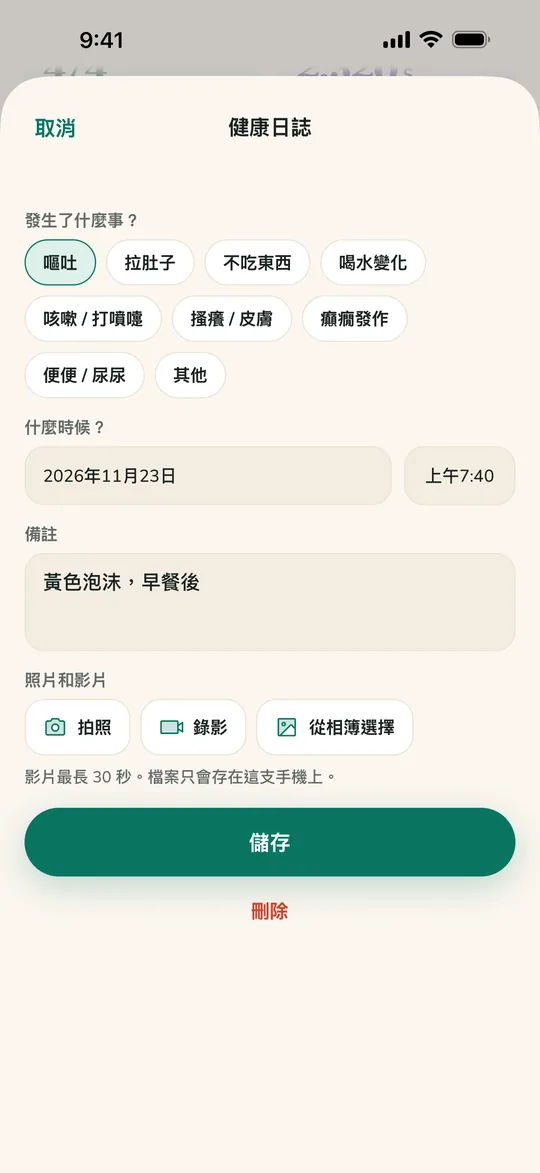 9:41
取消
健康日誌
發生了什麼事？
嘔吐
拉肚子
不吃東西
喝水變化
咳嗽 / 打噴嚏
搔癢 / 皮膚
癲癇發作
便便 / 尿尿
其他
什麼時候？
2026年11月23日
上午7:40
備註
黃色泡沫，早餐後
照片和影片
拍照
錄影
從相簿選擇
影片最長 30 秒。檔案只會存在這支手機上。
儲存
刪除